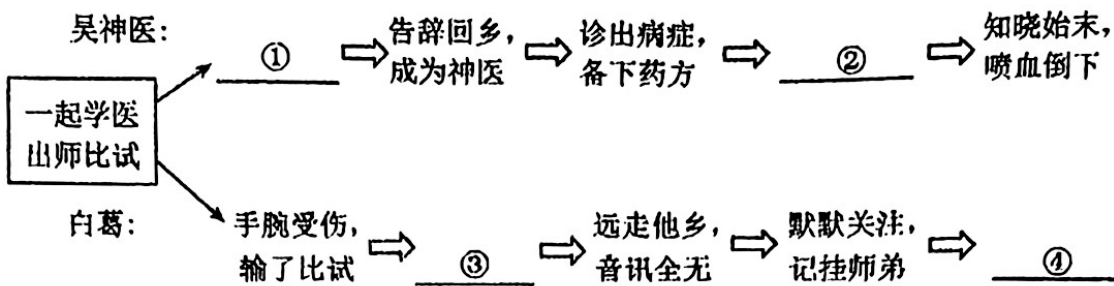 吴神医：
① 告辞回乡， 诊出病症， ② 知晓始末，
成为神医 备下药方 喷血倒下
一起学医
出师比试
白葛： 手腕受伤， 远走他乡， 默默关注，
输了比试 ③ 音讯全无 记挂师弟 ④